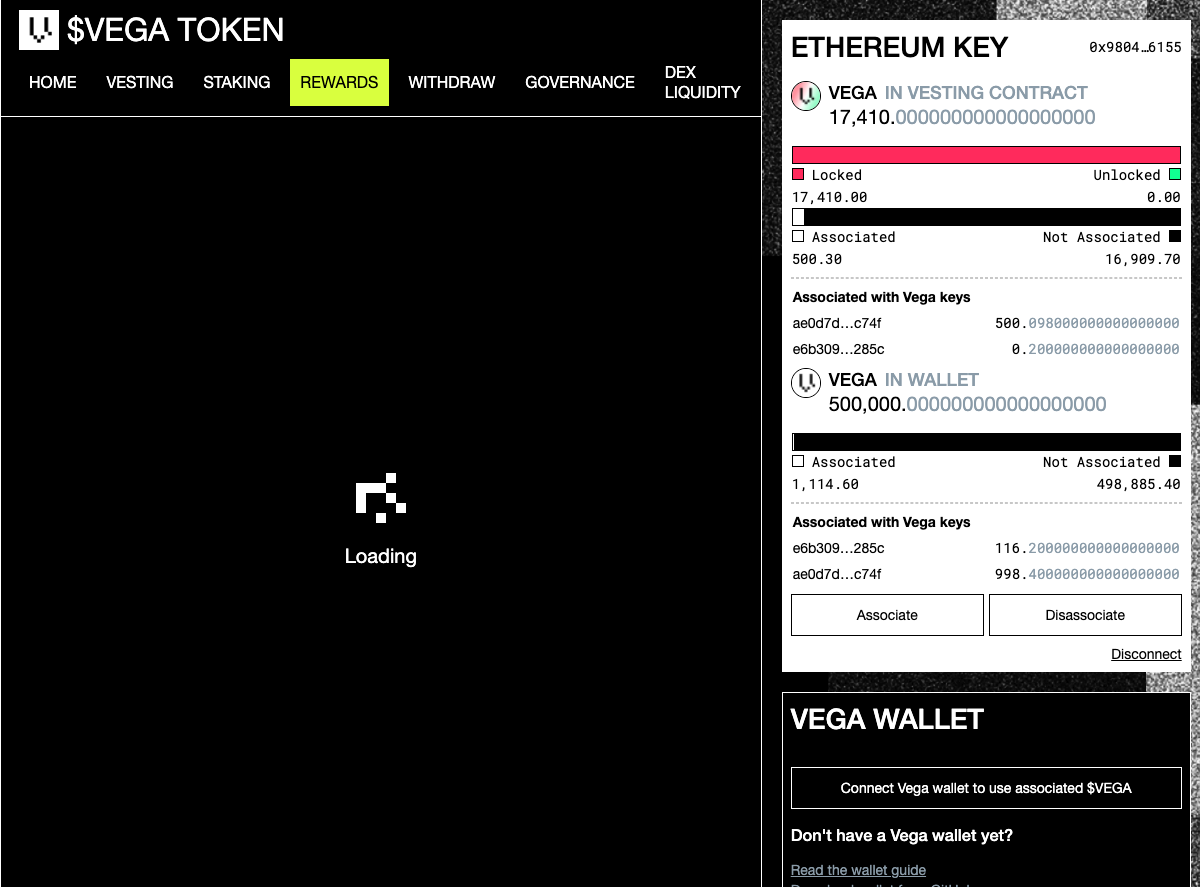 $VEGA TOKEN
HOME
VESTING
STAKING
REWARDS
WITHDRAW
GOVERNANCE
DEX
LIQUIDITY
Loading
ETHEREUM KEY
0x9804…6155
VEGA IN VESTING CONTRACT
17,410.000000000000000000
Locked
Unlocked
17,410.00
0.00
Associated
Not Associated
500.30
16,909.70
Associated with Vega keys
ae0d7d…c74f
500.098000000000000000
e6b309…285c
0.200000000000000000
VEGA IN WALLET
500,000.000000000000000000
Associated
Not Associated
1,114.60
498,885.40
Associated with Vega keys
e6b309…285c
116.200000000000000000
ae0d7d…c74f
998.400000000000000000
Associate
Disassociate
Disconnect
VEGA WALLET
Connect Vega wallet to use associated $VEGA
Don't have a Vega wallet yet?
Read the wallet guide